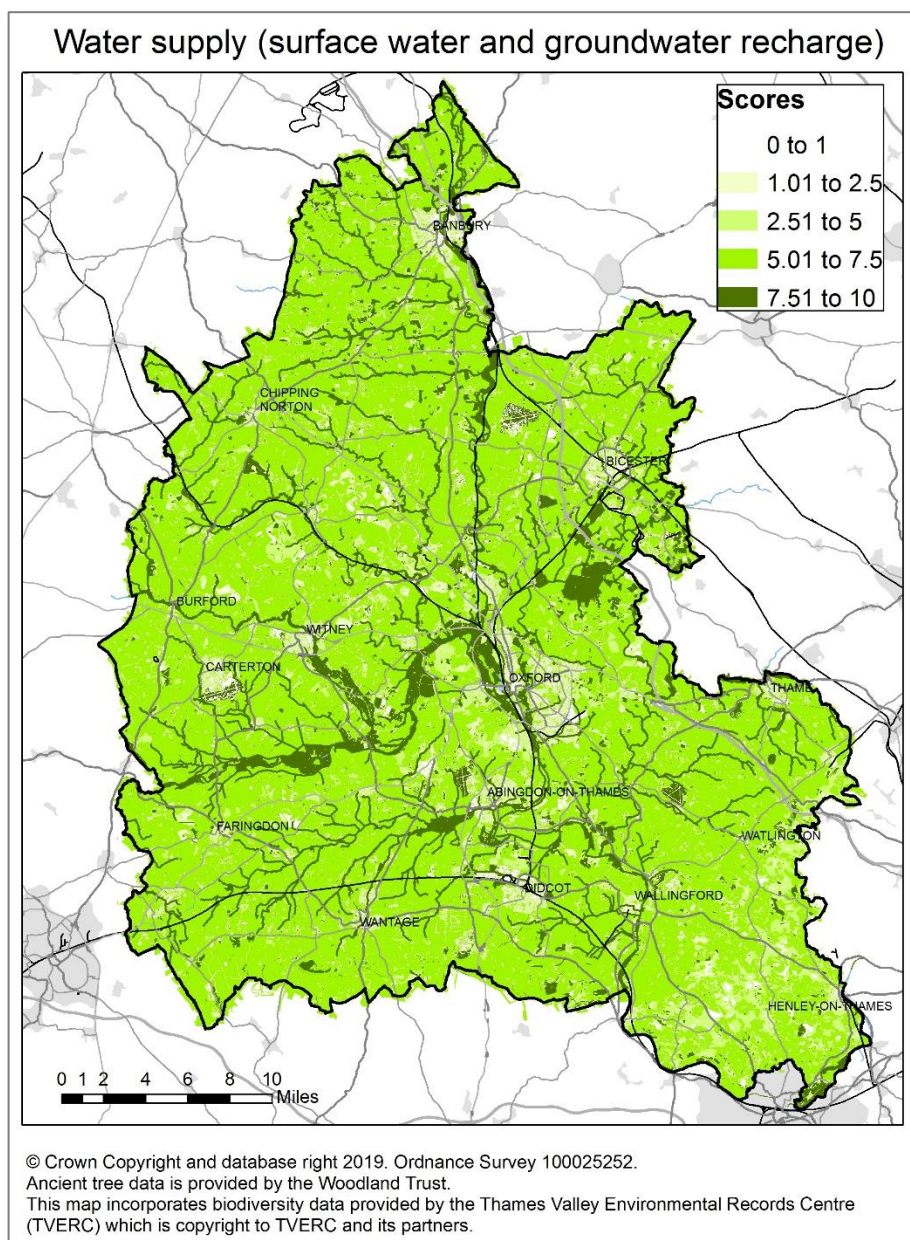 Water supply (surface water and groundwater recharge)
Scores
0 to 1
1.01 to 2.5
2.51 to 5
5.01 to 7.5
7.51 to 10
BANBURY
CHIPPING
NORTON
BICESTER
BURFORD
WITNEY
CARTERTON
OXFORD
THAME
ABINGDON-ON-THAMES
FARINGDON
WATLINGTON
DIDCOT
WALLINGFORD
WANTAGE
HENLEY-ON-THAMES
0 1 2 4 6 8 10
Miles
© Crown Copyright and database right 2019. Ordnance Survey 100025252.
Ancient tree data is provided by the Woodland Trust.
This map incorporates biodiversity data provided by the Thames Valley Environmental Records Centre
(TVERC) which is copyright to TVERC and its partners.